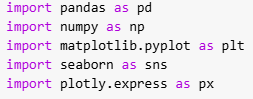 import pandas as pd
import numpy as np
import matplotlib.pyplot as plt
import seaborn as sns
import plotly.express as px